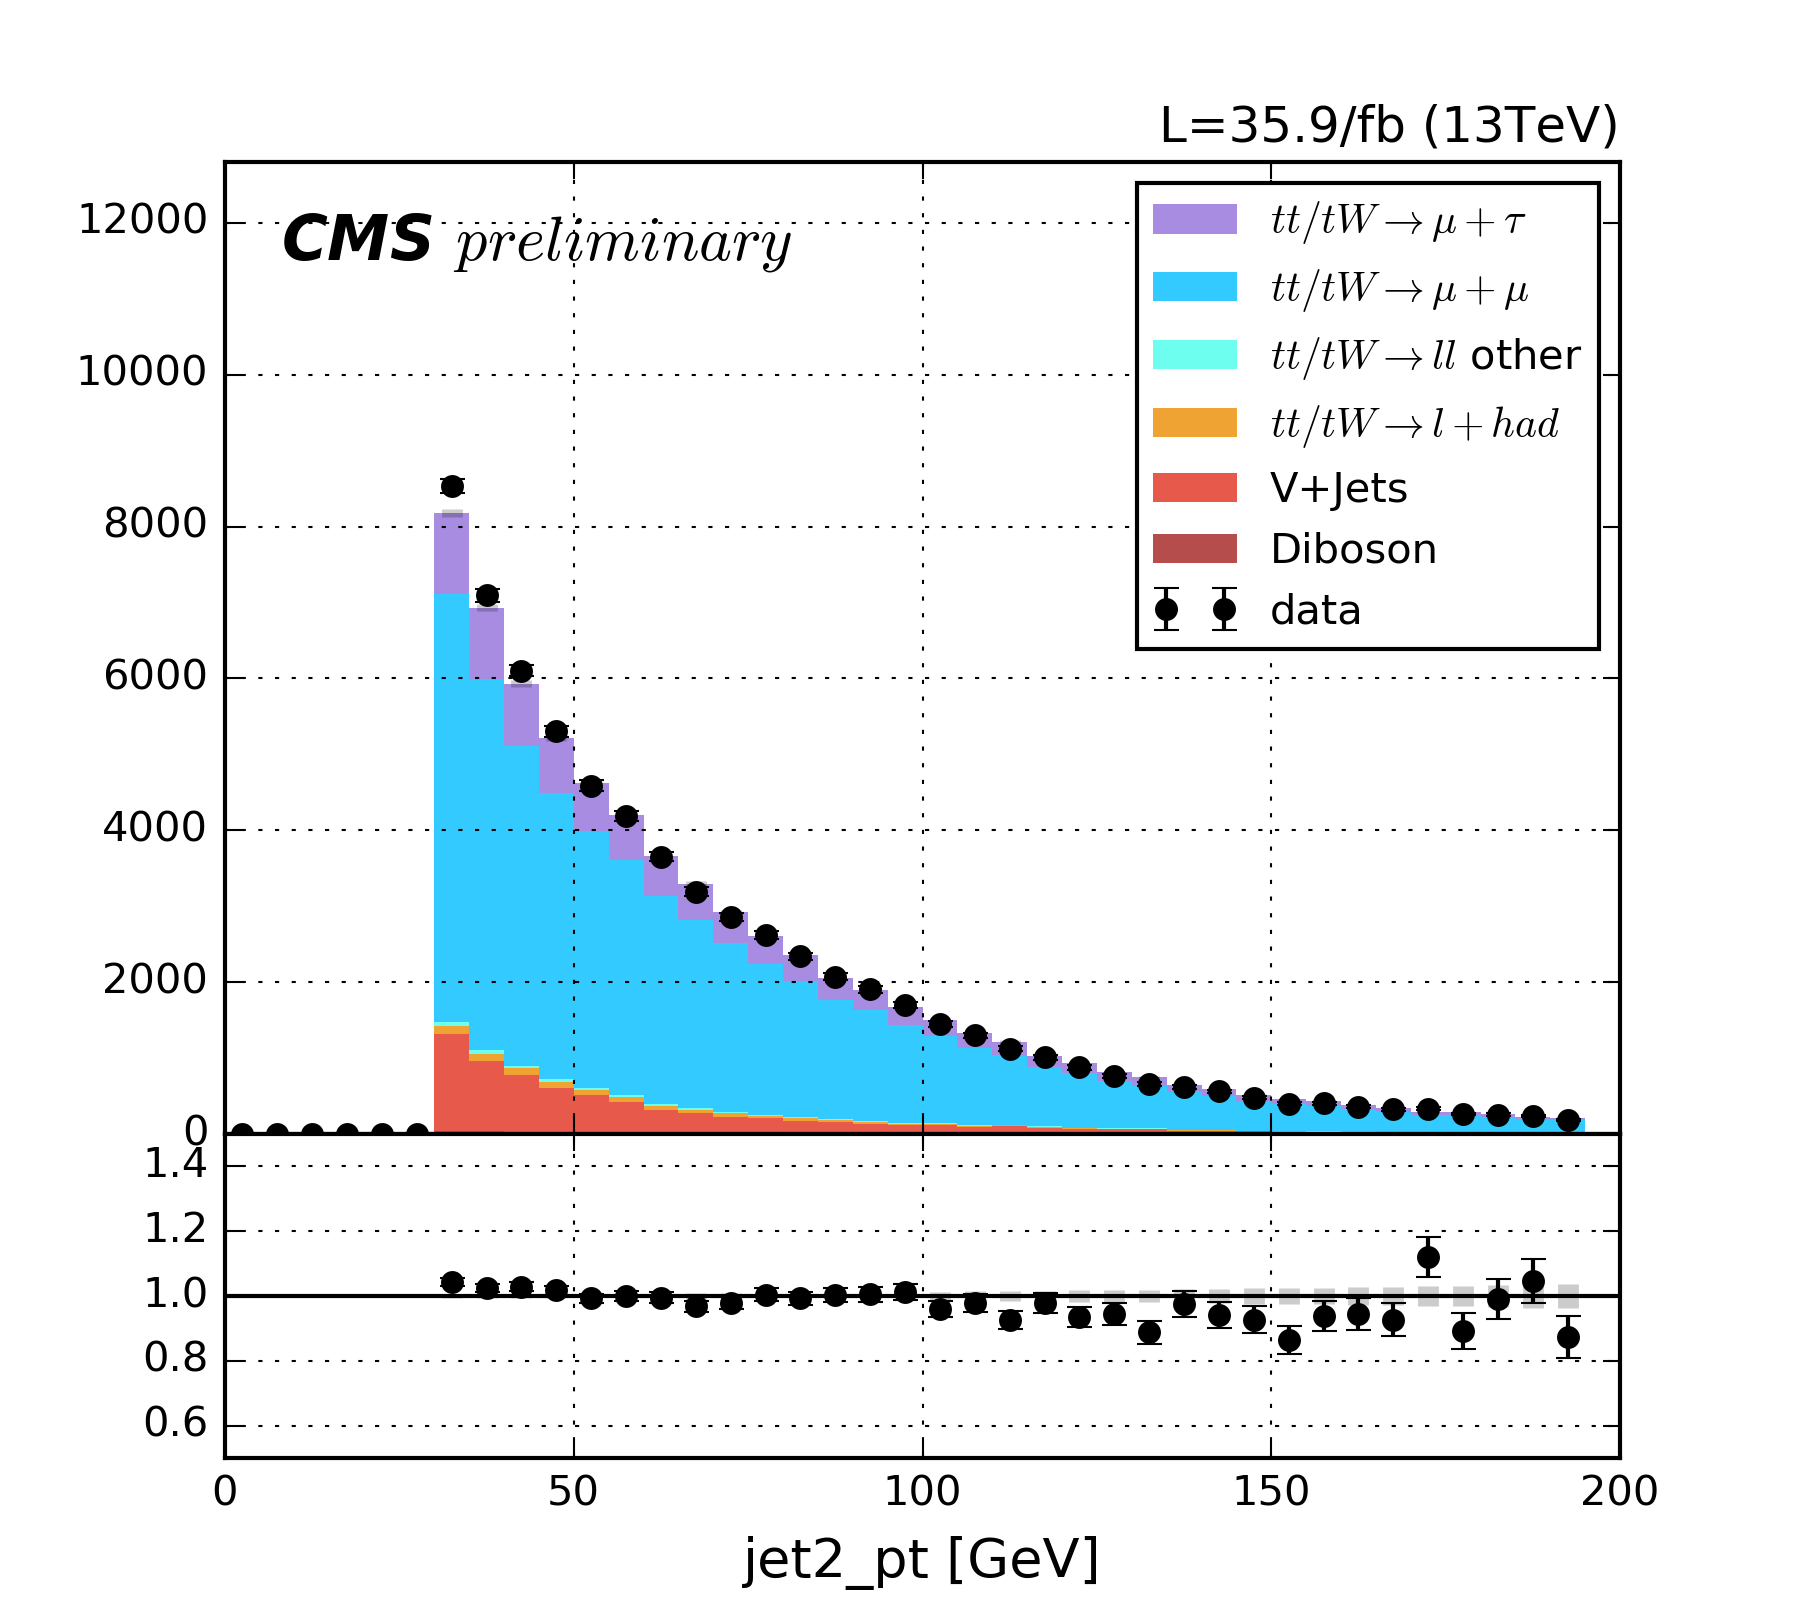 L=35.9/fb (13TeV)
CMS preliminary
12000
10000
8000
6000
4000
2000
0
tt/tW→μ+τ
tt/tW→μ+μ
tt/tW→ll other
tt/tW→l+had
V+Jets
Diboson
data
1.4
1.2
1.0
0.8
0.6
0 50 100 150 200
jet2_pt [GeV]